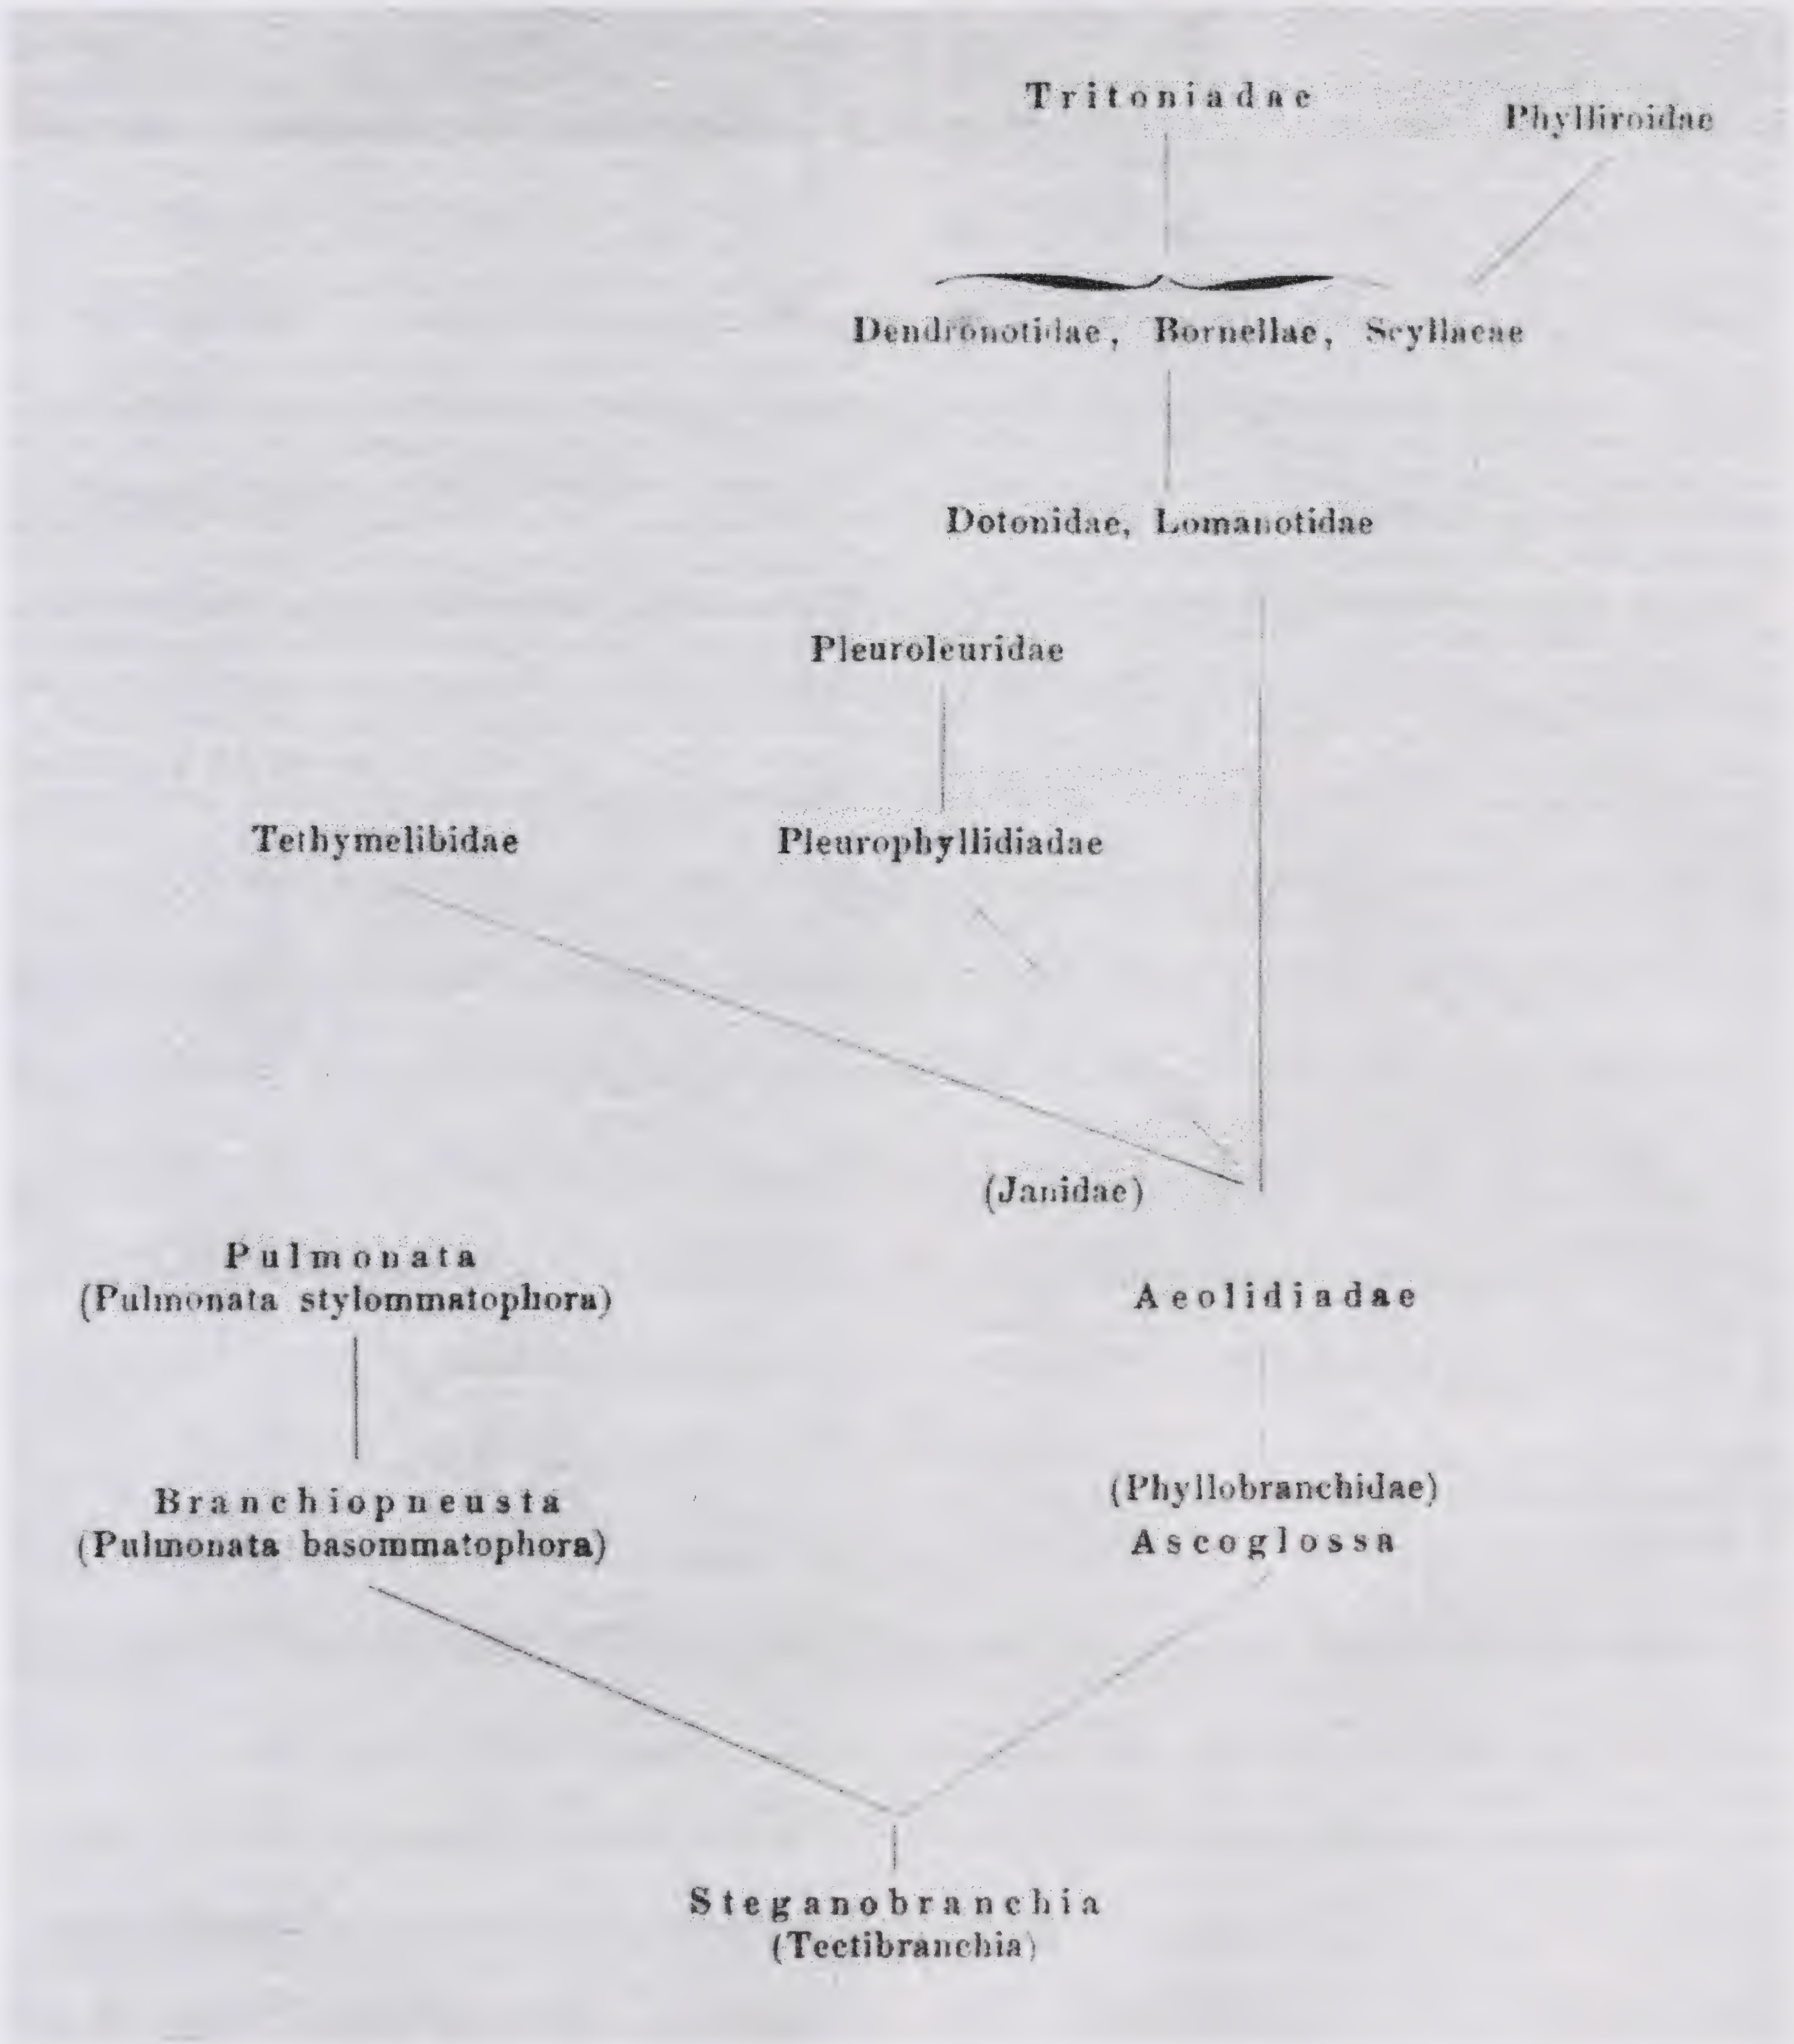 Tritoniadae
Phylliroidae
Dendronotidae, Bornellae, Scyllaeae
Dotonidae, Lomanotidae
Pleuroleuridae
Tethymelibidae
Pleurophyllidiadae
(Janidae)
Pulmonata
(Pulmonata stylommatophora)
Aeolidiadae
Branchiopneusta
(Pulmonata basommatophora)
(Phyllobranchidae)
Ascoglossa
Steganobranchia
(Tectibranchia)